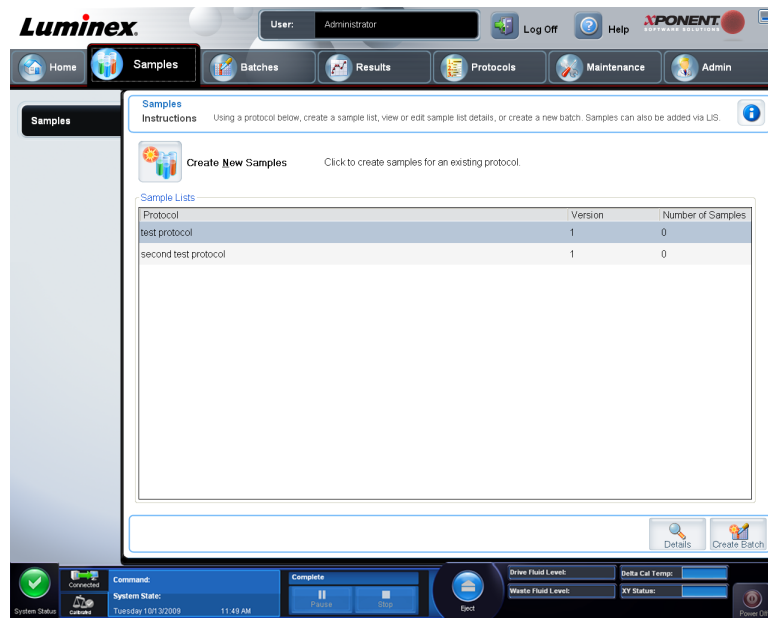 Luminex.
User: Administrator
Log Off
Help
XPONENT
SOFTWARE SOLUTIONS
Home
Samples
Batches
Results
Protocols
Maintenance
Admin
Samples
Samples
Instructions Using a protocol below, create a sample list, view or edit sample list details, or create a new batch. Samples can also be added via LIS.
Create New Samples Click to create samples for an existing protocol.
Sample Lists
Protocol Version Number of Samples
test protocol 1 0
second test protocol 1 0
Details
Create Batch
System Status
Connected
Calibrated
Command:
System State:
Tuesday 10/13/2009 11:49 AM
Complete
Pause
Stop
Eject
Drive Fluid Level:
Waste Fluid Level:
Delta Cal Temp:
XY Status:
Power Off